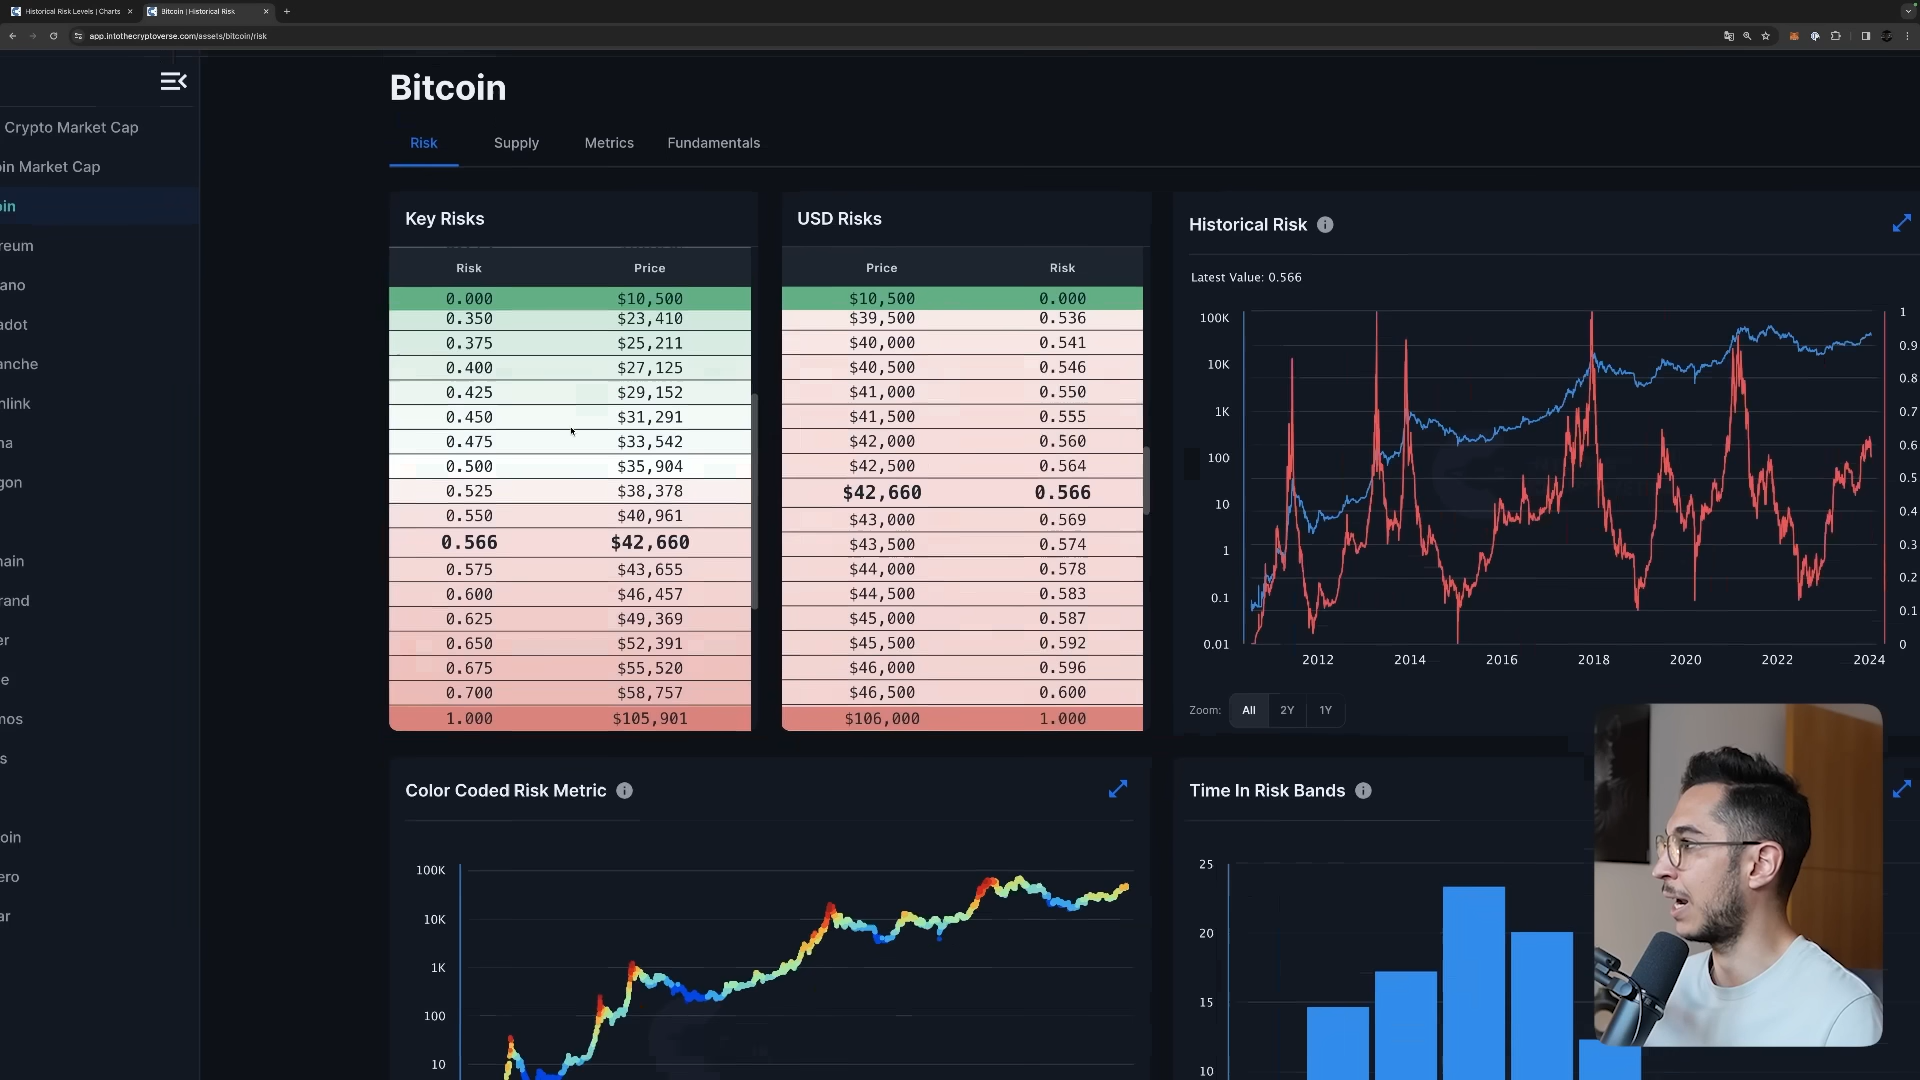 Historical Risk Levels | Charts
Bitcoin | Historical Risk
app.intothecryptoverse.com/assets/bitcoin/risk
Crypto Market Cap
in Market Cap
in
reum
ano
adot
anche
nlink
na
gon
hain
rand
er
e
mos
s
oin
ero
ar
Bitcoin
Risk
Supply
Metrics
Fundamentals
Key Risks
Risk Price
0.000 $10,500
0.350 $23,410
0.375 $25,211
0.400 $27,125
0.425 $29,152
0.450 $31,291
0.475 $33,542
0.500 $35,904
0.525 $38,378
0.550 $40,961
0.566 $42,660
0.575 $43,655
0.600 $46,457
0.625 $49,369
0.650 $52,391
0.675 $55,520
0.700 $58,757
1.000 $105,901
USD Risks
Price Risk
$10,500 0.000
$39,500 0.536
$40,000 0.541
$40,500 0.546
$41,000 0.550
$41,500 0.555
$42,000 0.560
$42,500 0.564
$42,660 0.566
$43,000 0.569
$43,500 0.574
$44,000 0.578
$44,500 0.583
$45,000 0.587
$45,500 0.592
$46,000 0.596
$46,500 0.600
$106,000 1.000
Historical Risk
Latest Value: 0.566
100K
10K
1K
100
10
1
0.1
0.01
1
0.9
0.8
0.7
0.6
0.5
0.4
0.3
0.2
0.1
0
2012 2014 2016 2018 2020 2022 2024
Zoom: All 2Y 1Y
Color Coded Risk Metric
100K
10K
1K
100
10
Time In Risk Bands
25
20
15
10